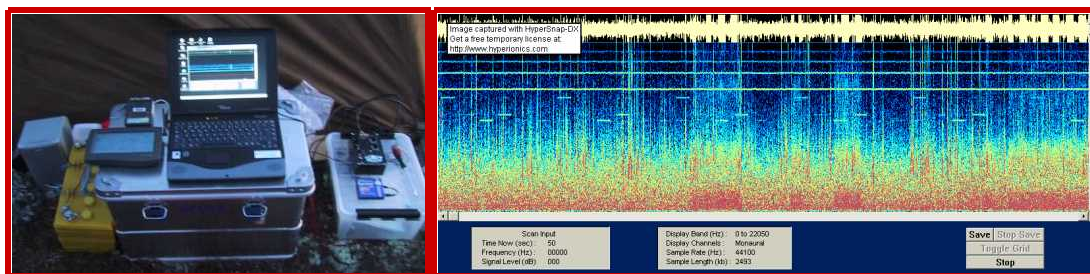 Image captured with HyperSnap-DX
Get a free temporary license at:
http://www.hyperionics.com
Scan Input
Time Now (sec) : 50
Frequency (Hz) : 00000
Signal Level (dB) 000
Display Band (Hz) : 0 to 22050
Display Channels : Monaural
Sample Rate (Hz) : 44100
Sample Length (kb) : 2493
Save Stop Save
Toggle Grid
Stop